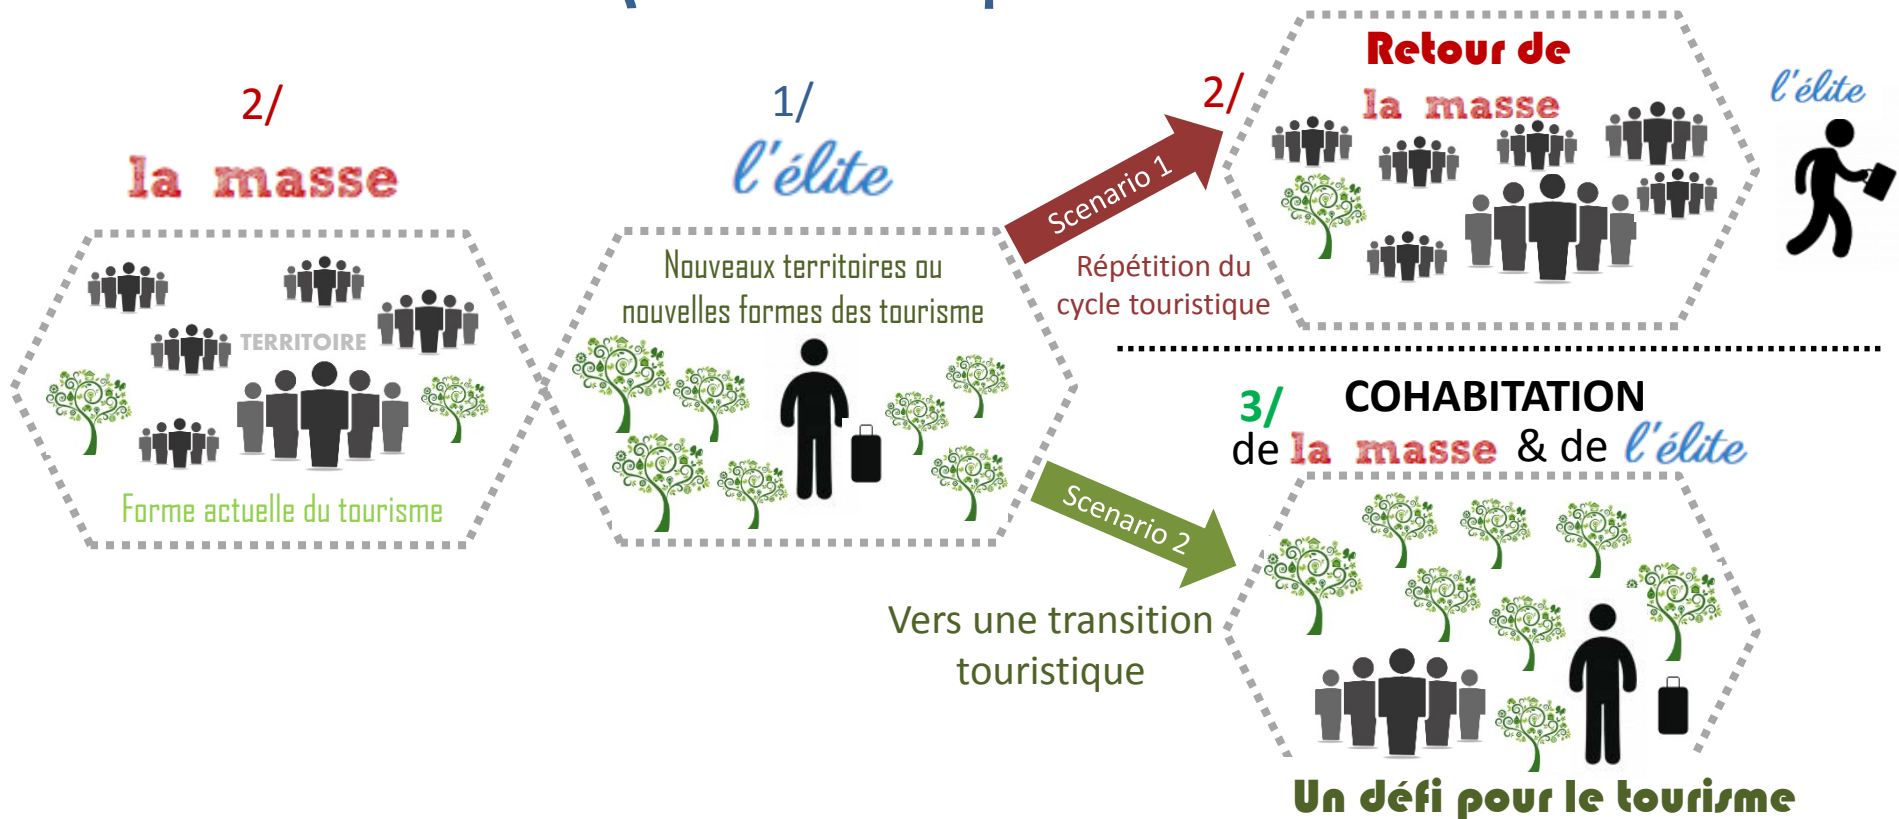 2/
la masse
TERRITOIRE
Forme actuelle du tourisme
1/
l'élite
Nouveaux territoires ou
nouvelles formes des tourisme
Scenario 1
Répétition du
cycle touristique
2/
Retour de
la masse
l'élite
Scenario 2
Vers une transition
touristique
3/ COHABITATION
de la masse & de l'élite
Un défi pour le tourisme